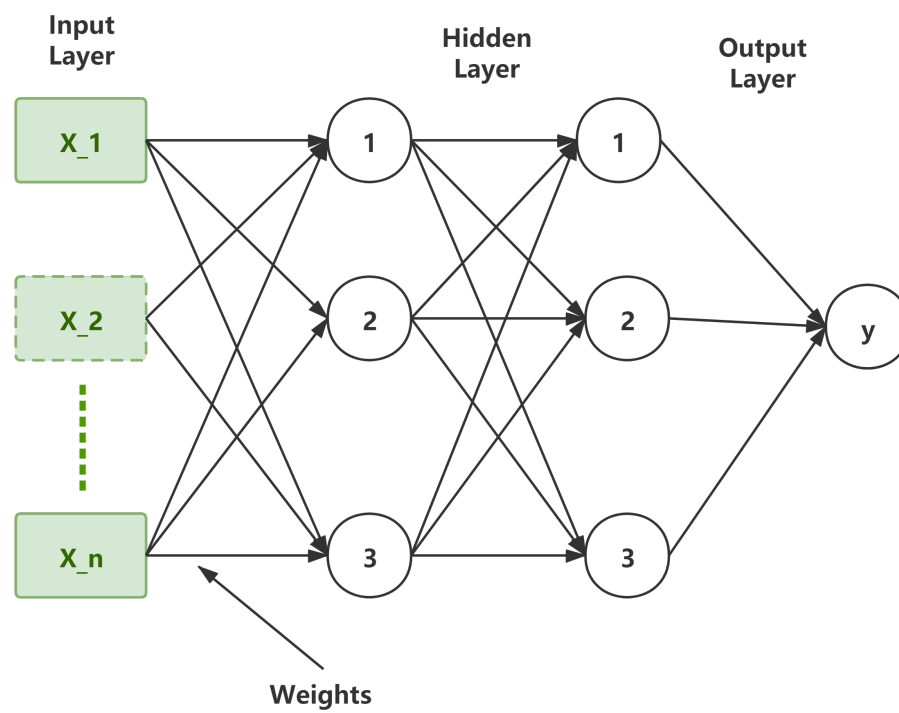 Input
Layer
Hidden
Layer
Output
Layer
X_1
1
1
X_2
2
2
y
X_n
3
3
Weights